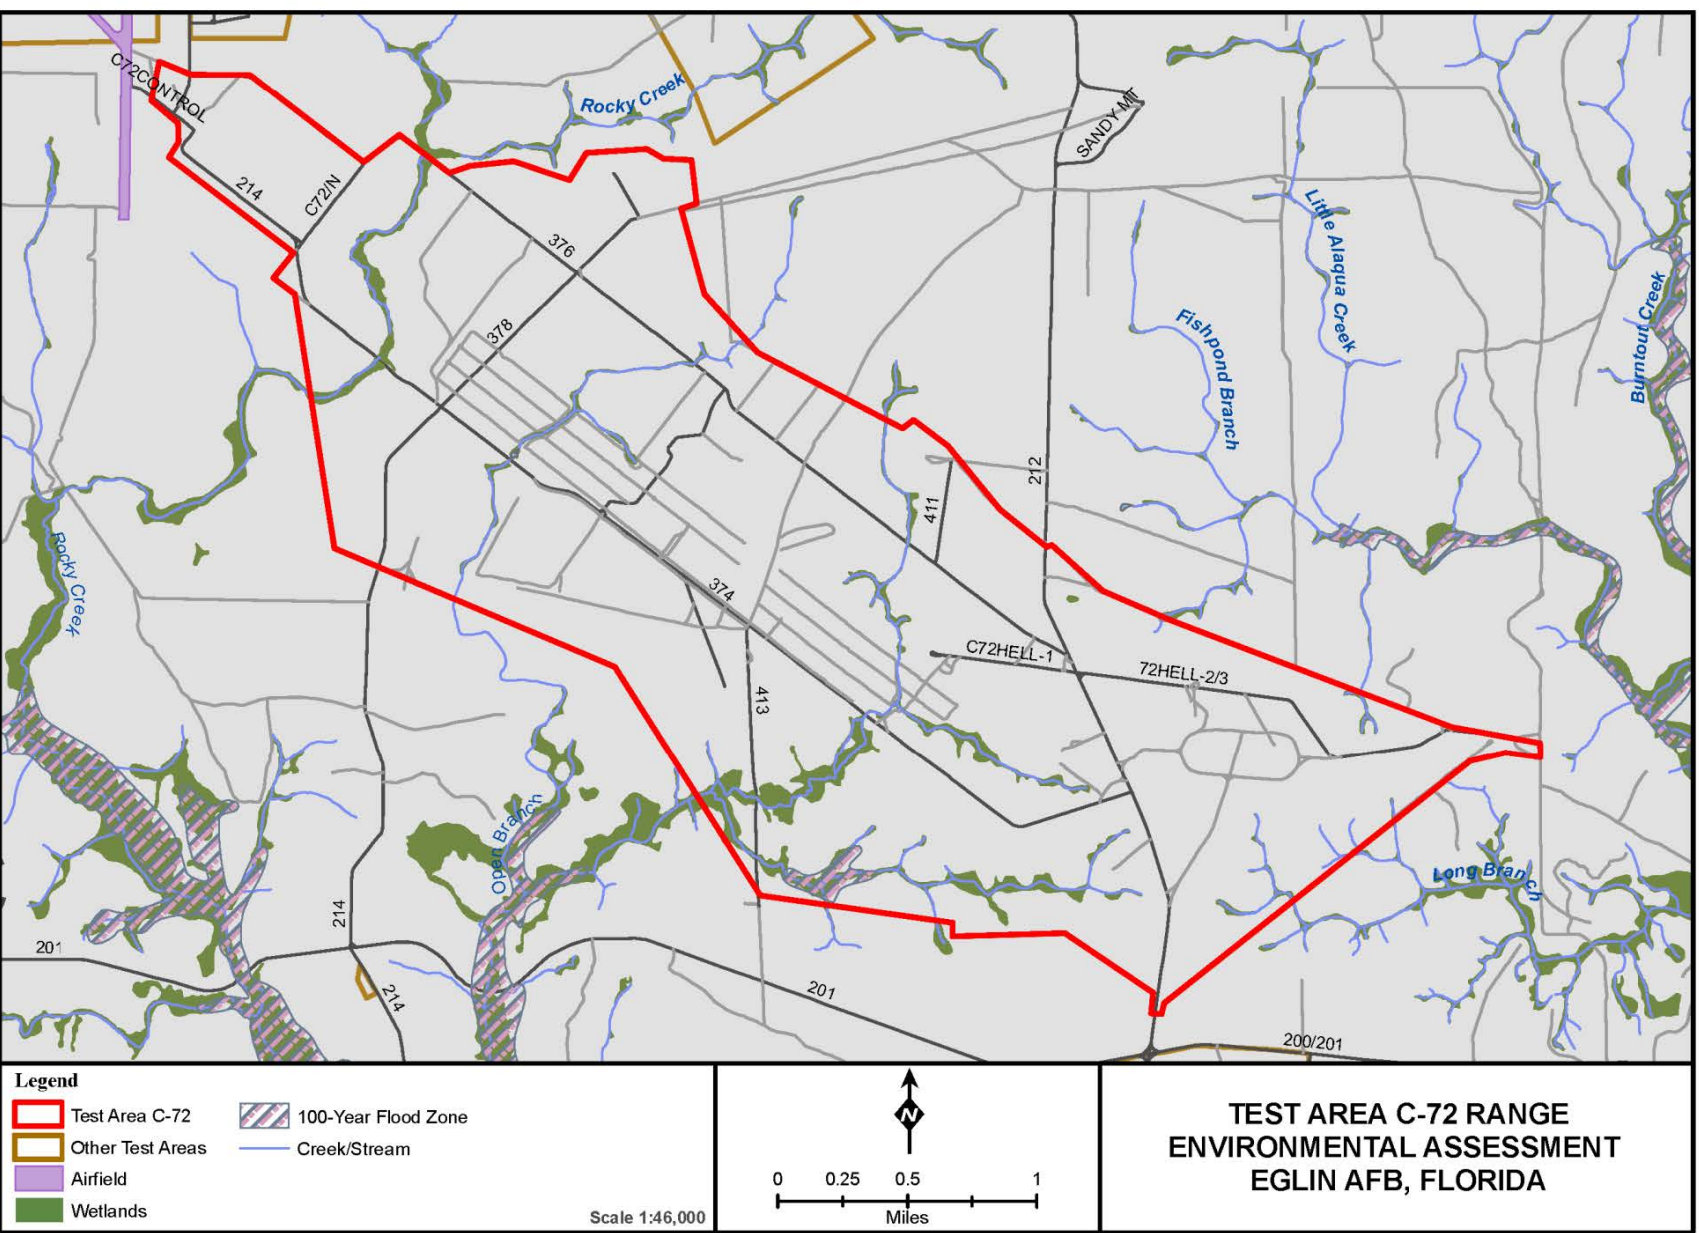 C72CONTROL
Rocky Creek
SANDY MIT
214
C72/N
376
378
Little Alaqua Creek
Fishpond Branch
Burntout Creek
212
411
Rocky Creek
374
C72HELL-1
72HELL-2/3
413
Open Branch
Long Branch
214
201
214
201
200/201
Legend
Test Area C-72
100-Year Flood Zone
Other Test Areas
Creek/Stream
Airfield
Wetlands
Scale 1:46,000
N
0 0.25 0.5 1
Miles
TEST AREA C-72 RANGE
ENVIRONMENTAL ASSESSMENT
EGLIN AFB, FLORIDA